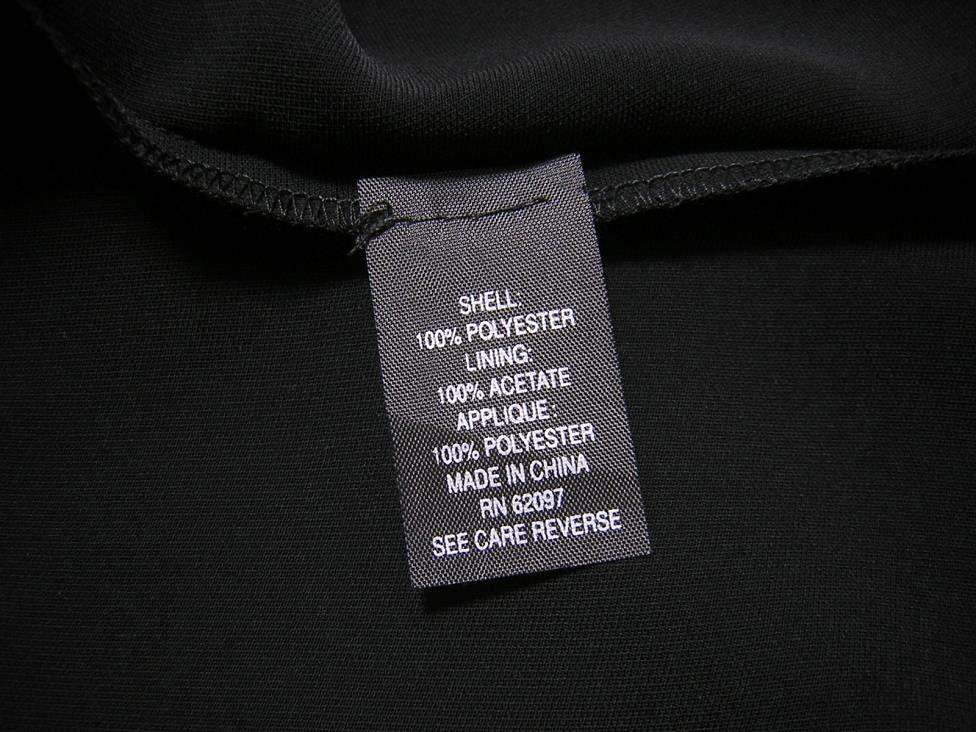 SHELL:
100% POLYESTER
LINING:
100% ACETATE
APPLIQUE:
100% POLYESTER
MADE IN CHINA
RN 62097
SEE CARE REVERSE